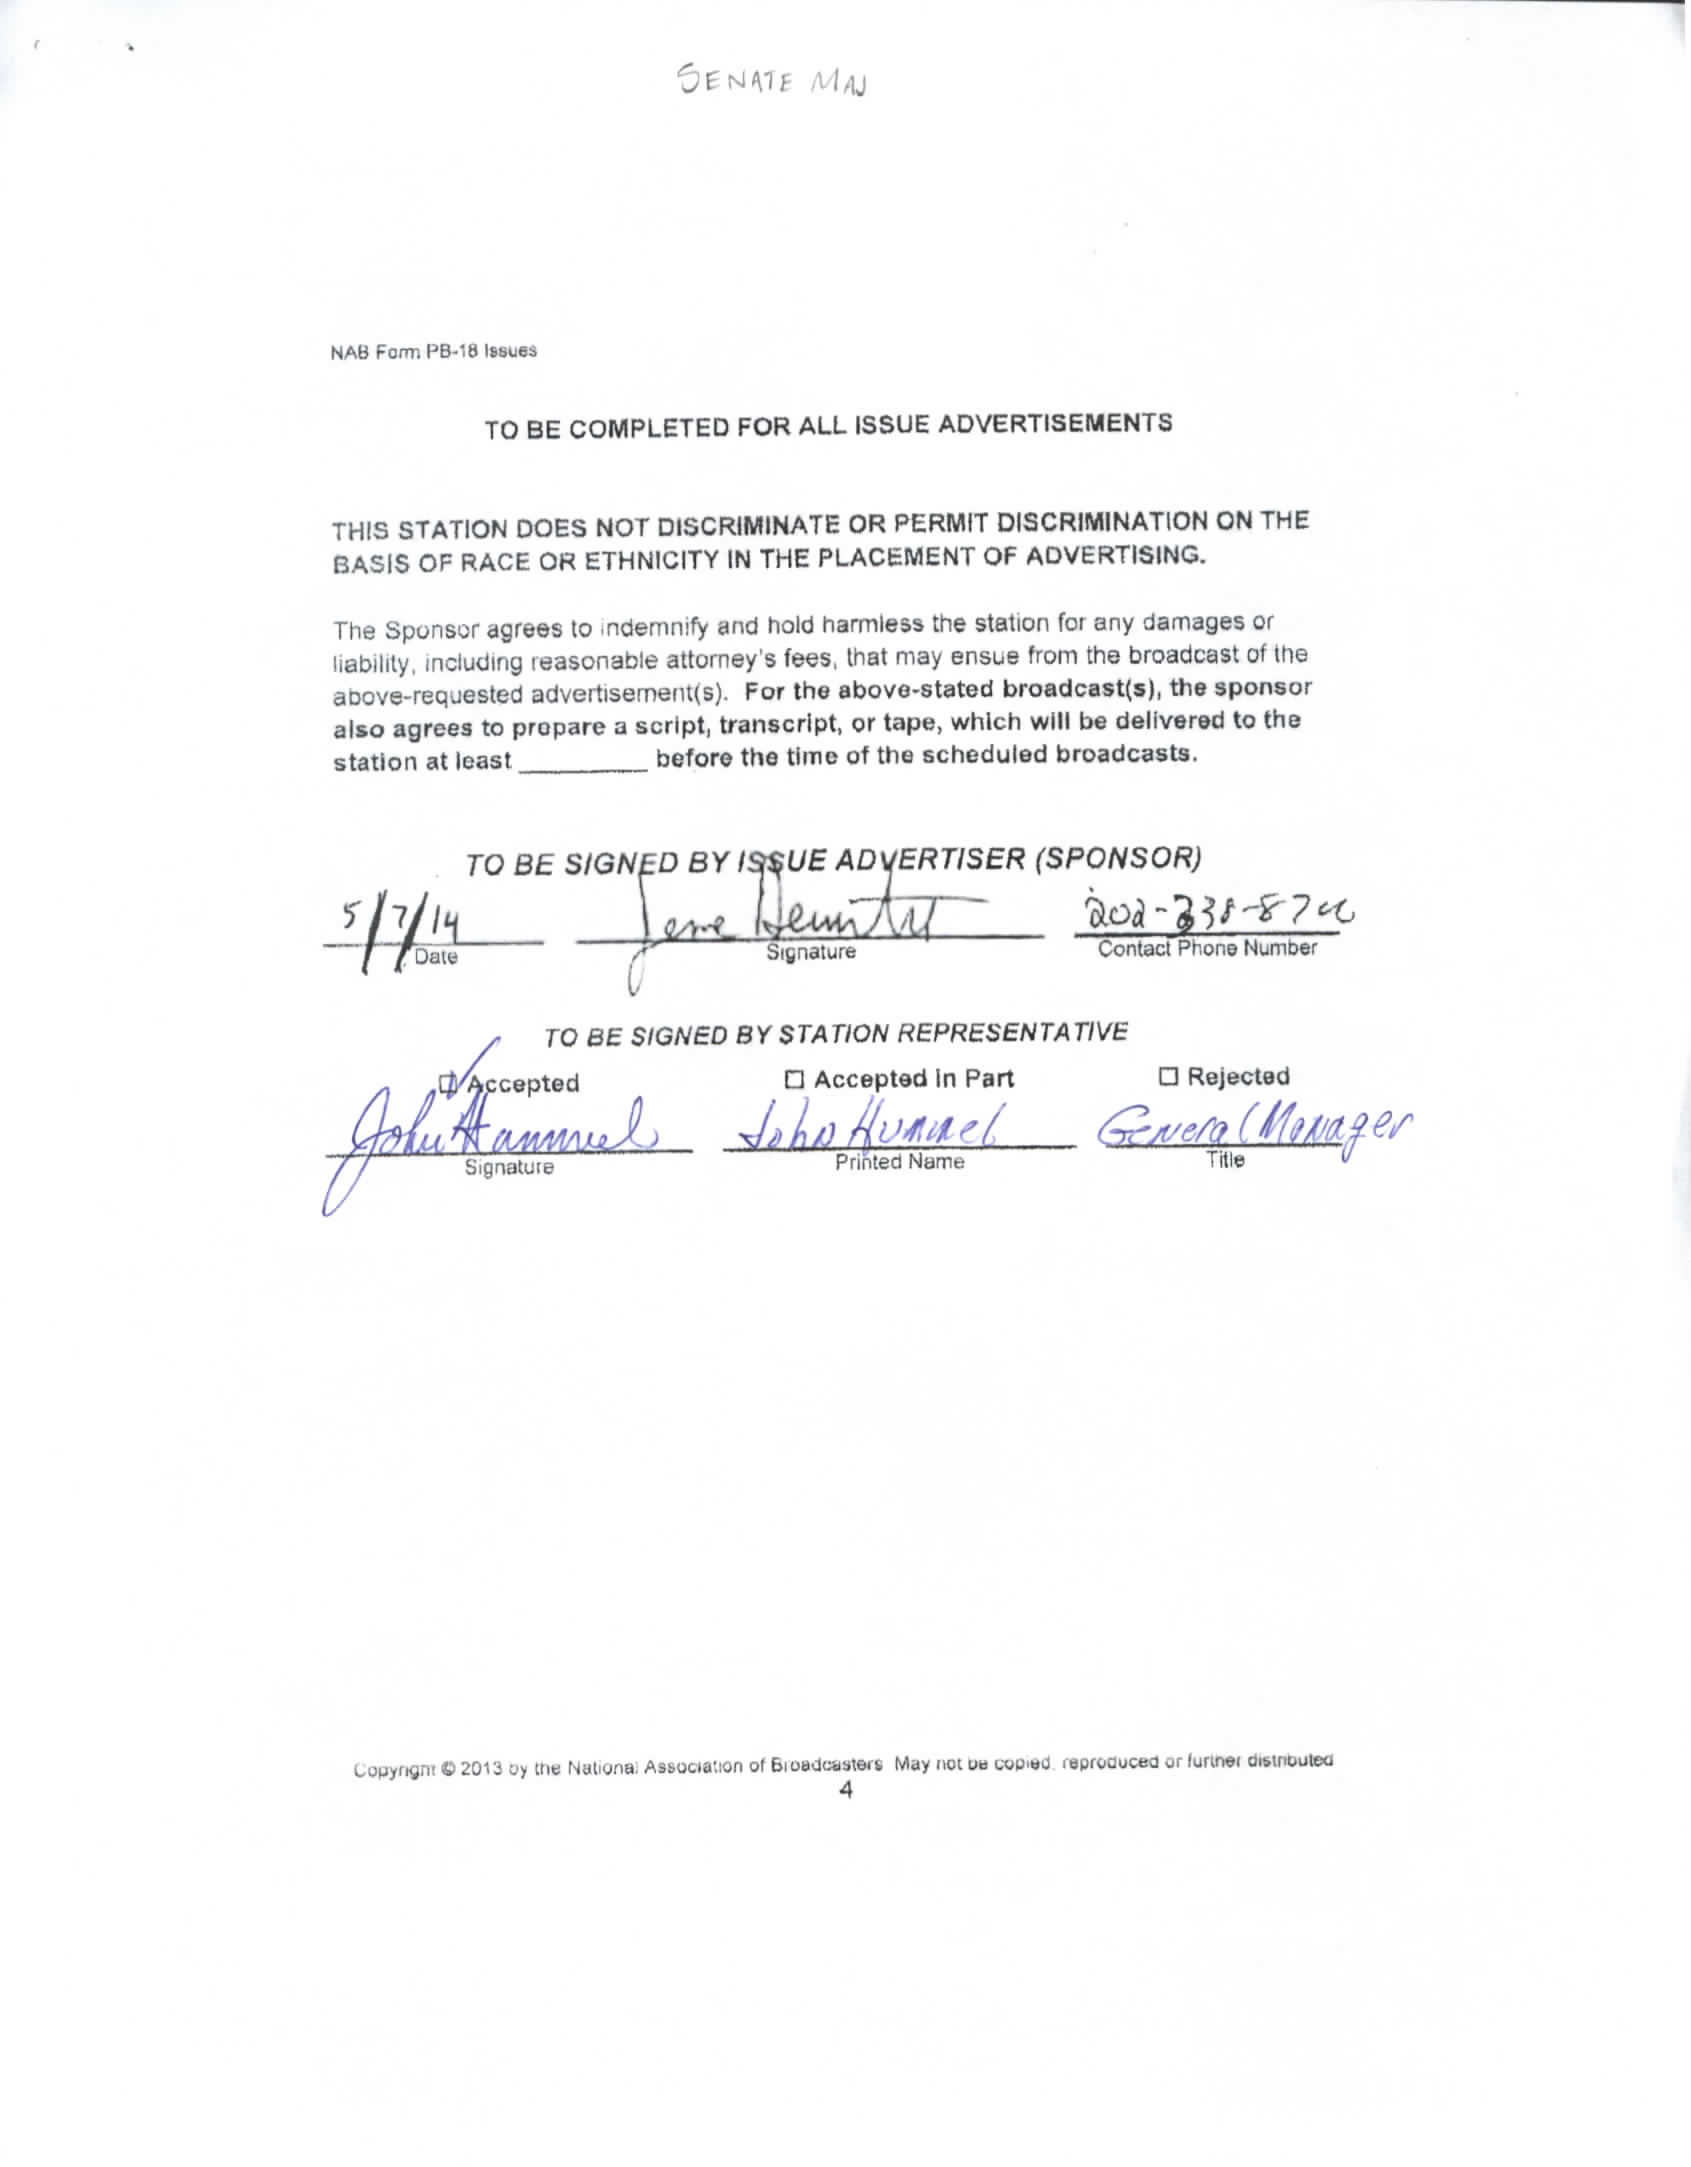 SENATE MAJ
NAB Form PB-18 Issues
TO BE COMPLETED FOR ALL ISSUE ADVERTISEMENTS
THIS STATION DOES NOT DISCRIMINATE OR PERMIT DISCRIMINATION ON THE
BASIS OF RACE OR ETHNICITY IN THE PLACEMENT OF ADVERTISING.
The Sponsor agrees to indemnify and hold harmless the station for any damages or
liability, including reasonable attorney's fees, that may ensue from the broadcast of the
above-requested advertisement(s). For the above-stated broadcast(s), the sponsor
also agrees to prepare a script, transcript, or tape, which will be delivered to the
station at least __________ before the time of the scheduled broadcasts.
TO BE SIGNED BY ISSUE ADVERTISER (SPONSOR)
5/7/14
Date Signature Contact Phone Number
TO BE SIGNED BY STATION REPRESENTATIVE
Accepted Accepted in Part Rejected
John Hummel John Hummel General Manager
Signature Printed Name Title
Copyright © 2013 by the National Association of Broadcasters May not be copied, reproduced or further distributed
4